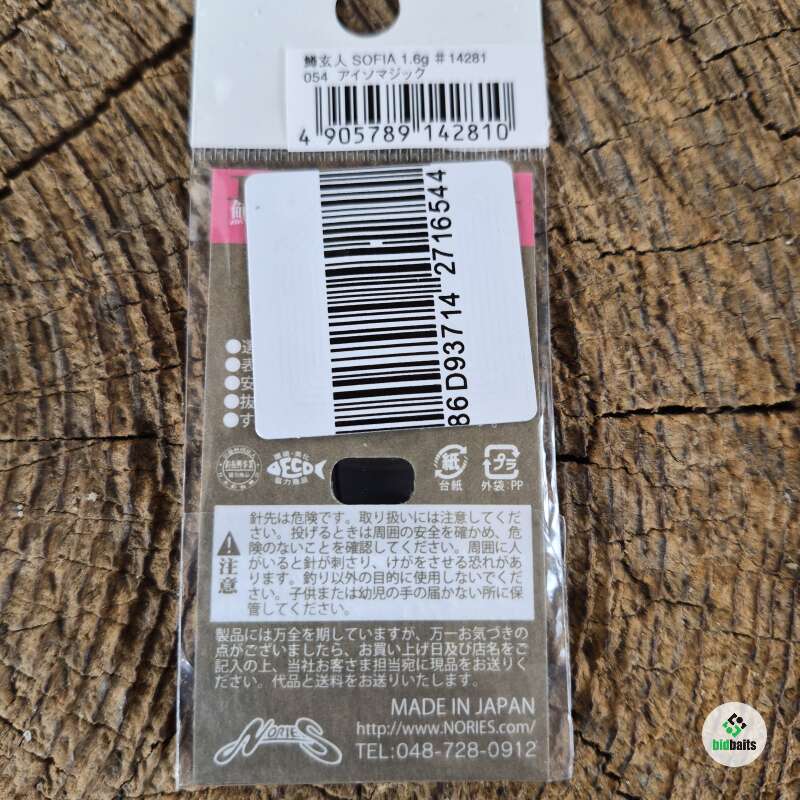 鱒玄人 SOFIA 1.6g #14281
054 アイソマジック
4 905789 142810
86D93714 2716544
ECO
協力商品
紙
台紙
プラ
外袋:PP
注意
針先は危険です。取り扱いには注意してくだ
さい。投げるときは周囲の安全を確かめ、危
険のないことを確認してください。周囲に人
がいると針が刺さり、けがをさせる恐れがあ
ります。釣り以外の目的に使用しないでくだ
さい。子供または幼児の手の届かない所に保
管してください。
製品には万全を期していますが、万一お気づきの
点がございましたら、お買い上げ日及び店名をご
記入の上、当社お客さま担当宛に現品をお送りく
ださい。代品と送料をお送りいたします。
NORIES
MADE IN JAPAN
http://www.NORIES.com/
TEL:048-728-0912
bidbaits